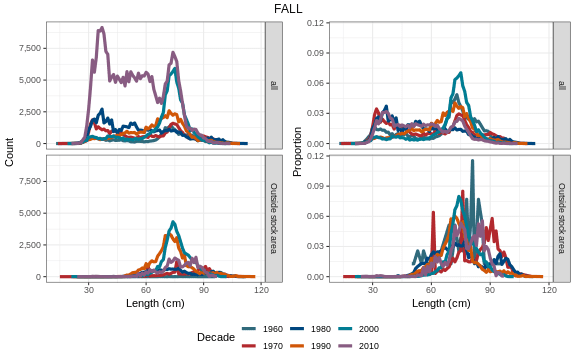 FALL
Count
7,500
5,000
2,500
0
all
7,500
5,000
2,500
0
Outside stock area
30 60 90 120
Length (cm)
Proportion
0.12
0.09
0.06
0.03
0.00
all
0.12
0.09
0.06
0.03
0.00
Outside stock area
30 60 90 120
Length (cm)
Decade
1960 1980 2000
1970 1990 2010